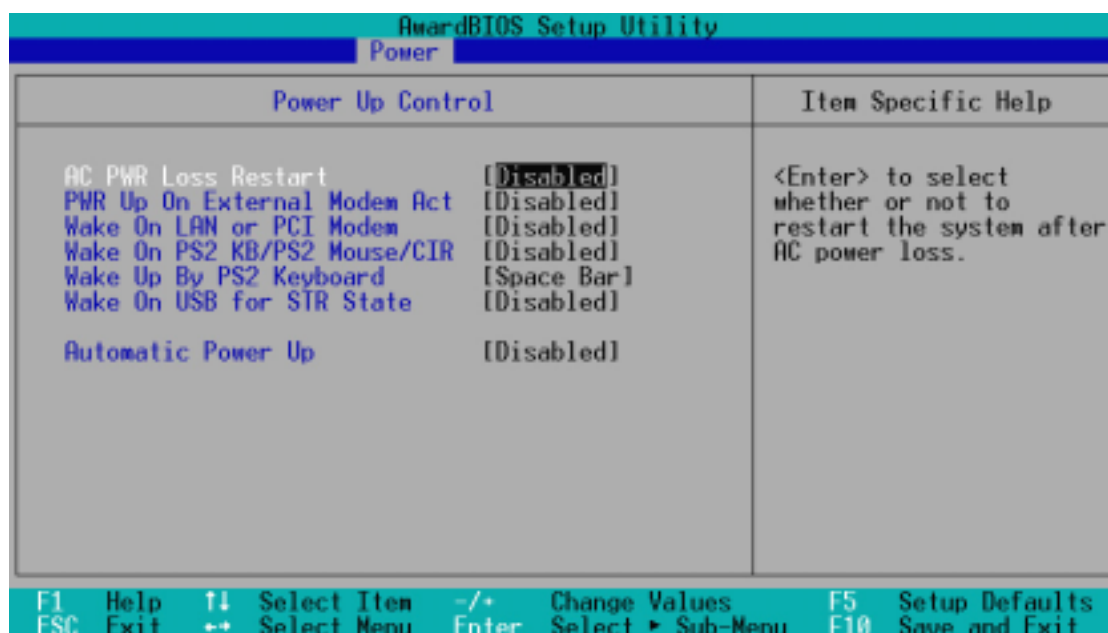 AwardBIOS Setup Utility
Power
Power Up Control
Item Specific Help
AC PWR Loss Restart [Disabled]
PWR Up On External Modem Act [Disabled]
Wake On LAN or PCI Modem [Disabled]
Wake On PS2 KB/PS2 Mouse/CIR [Disabled]
Wake Up By PS2 Keyboard [Space Bar]
Wake On USB for STR State [Disabled]
Automatic Power Up [Disabled]
<Enter> to select
whether or not to
restart the system after
AC power loss.
F1 Help ↑↓ Select Item -/+ Change Values F5 Setup Defaults
ESC Exit ←→ Select Menu Enter Select ► Sub-Menu F10 Save and Exit